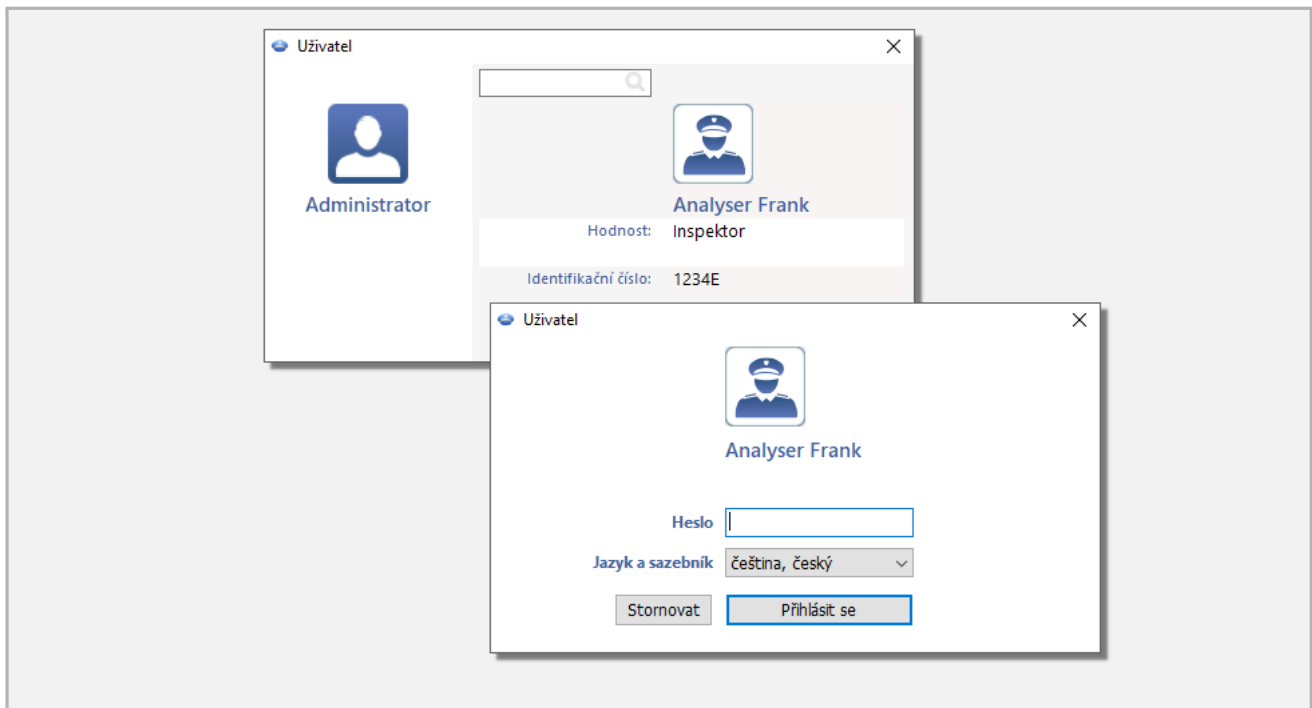 Uživatel
Administrator
Analyser Frank
Hodnost: Inspektor
Identifikační číslo: 1234E
Uživatel
Analyser Frank
Heslo
Jazyk a sazebník čeština, český
Stornovat Přihlásit se